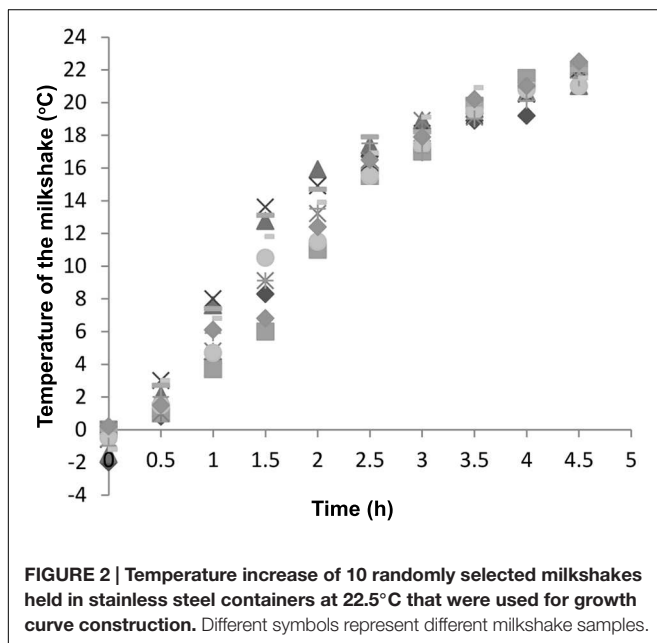 24
22
20
18
16
14
12
10
8
6
4
2
0
-2
-4
Temperature of the milkshake (°C)
0 0.5 1 1.5 2 2.5 3 3.5 4 4.5 5
Time (h)
FIGURE 2 | Temperature increase of 10 randomly selected milkshakes
held in stainless steel containers at 22.5°C that were used for growth
curve construction. Different symbols represent different milkshake samples.